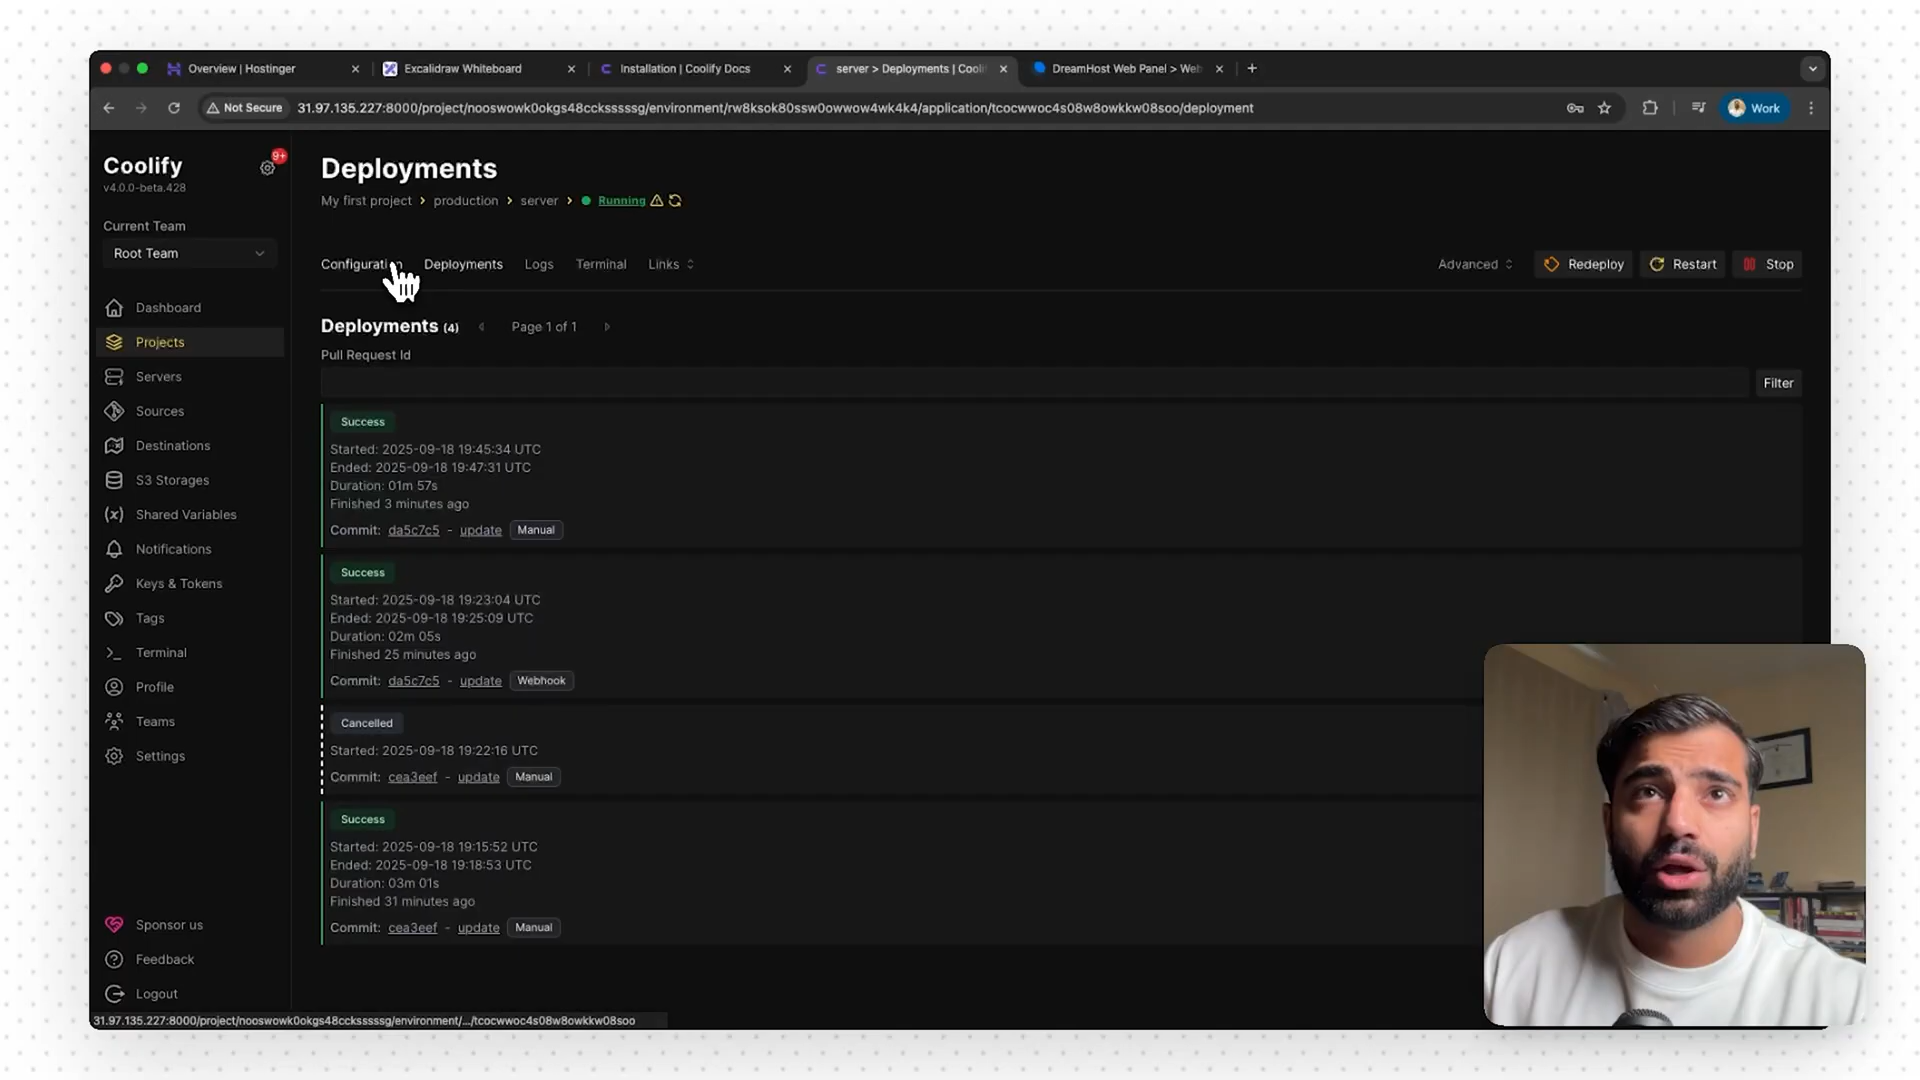 Overview | Hostinger
Excalidraw Whiteboard
Installation | Coolify Docs
server > Deployments | Cooli
DreamHost Web Panel > Web
Not Secure
31.97.135.227:8000/project/nooswowk0okgs48ccksssssg/environment/rw8ksok80ssw0owwow4wk4k4/application/tcocwwoc4s08w8owkkw08soo/deployment
Work
Coolify
v4.0.0-beta.428
9+
Current Team
Root Team
Dashboard
Projects
Servers
Sources
Destinations
S3 Storages
Shared Variables
Notifications
Keys & Tokens
Tags
Terminal
Profile
Teams
Settings
Sponsor us
Feedback
Logout
Deployments
My first project > production > server > Running
Configuration Deployments Logs Terminal Links
Advanced Redeploy Restart Stop
Deployments (4) Page 1 of 1
Pull Request Id
Filter
Success
Started: 2025-09-18 19:45:34 UTC
Ended: 2025-09-18 19:47:31 UTC
Duration: 01m 57s
Finished 3 minutes ago
Commit: da5c7c5 - update Manual
Success
Started: 2025-09-18 19:23:04 UTC
Ended: 2025-09-18 19:25:09 UTC
Duration: 02m 05s
Finished 25 minutes ago
Commit: da5c7c5 - update Webhook
Cancelled
Started: 2025-09-18 19:22:16 UTC
Commit: cea3eef - update Manual
Success
Started: 2025-09-18 19:15:52 UTC
Ended: 2025-09-18 19:18:53 UTC
Duration: 03m 01s
Finished 31 minutes ago
Commit: cea3eef - update Manual
31.97.135.227:8000/project/nooswowk0okgs48ccksssssg/environment/.../tcocwwoc4s08w8owkkw08soo